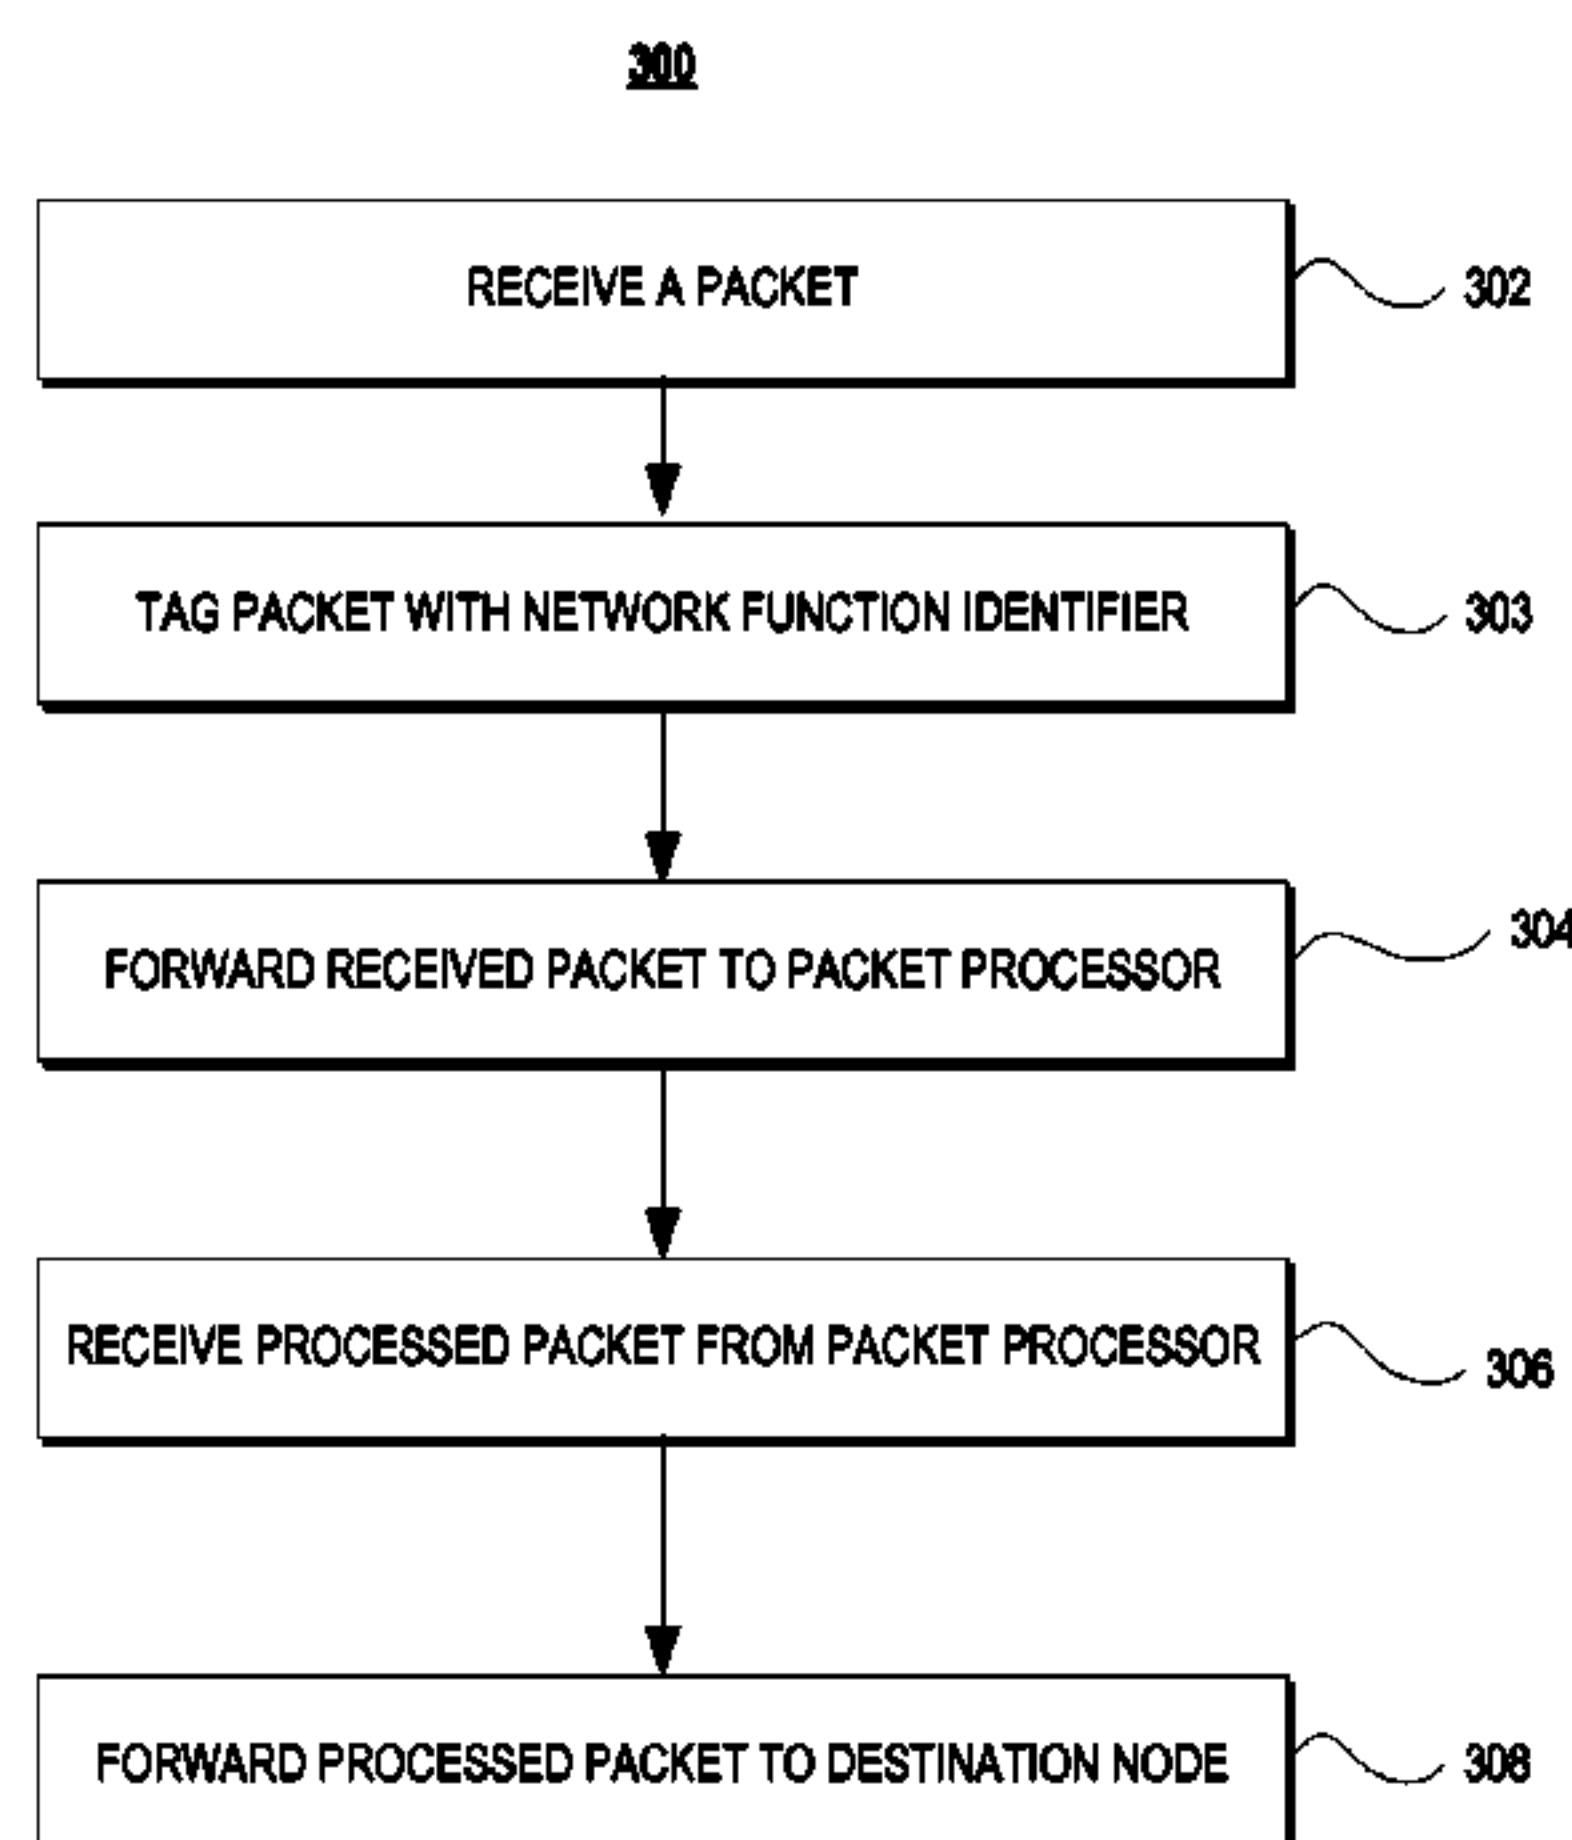 300
RECEIVE A PACKET
302
TAG PACKET WITH NETWORK FUNCTION IDENTIFIER
303
FORWARD RECEIVED PACKET TO PACKET PROCESSOR
304
RECEIVE PROCESSED PACKET FROM PACKET PROCESSOR
306
FORWARD PROCESSED PACKET TO DESTINATION NODE
308